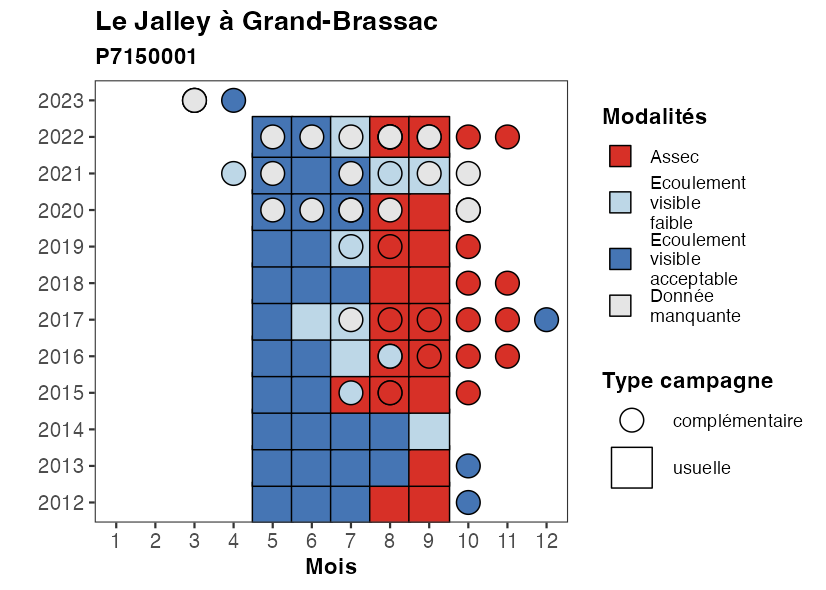 Le Jalley à Grand-Brassac
P7150001
2023
2022
2021
2020
2019
2018
2017
2016
2015
2014
2013
2012
1 2 3 4 5 6 7 8 9 10 11 12
Mois
Modalités
Assec
Ecoulement
visible
faible
Ecoulement
visible
acceptable
Donnée
manquante
Type campagne
complémentaire
usuelle